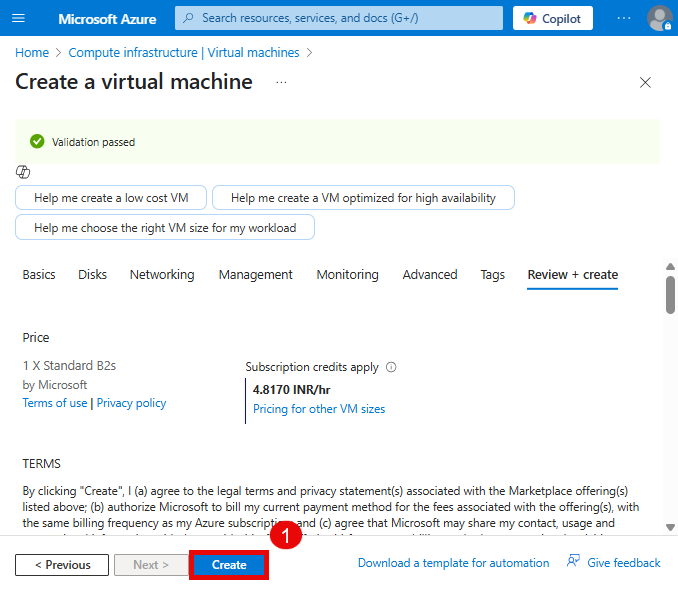 Microsoft Azure
Search resources, services, and docs (G+/)
Copilot
Home > Compute infrastructure | Virtual machines >
Create a virtual machine ...
Validation passed
Help me create a low cost VM
Help me create a VM optimized for high availability
Help me choose the right VM size for my workload
Basics Disks Networking Management Monitoring Advanced Tags Review + create
Price
1 X Standard B2s
by Microsoft
Terms of use | Privacy policy
Subscription credits apply
4.8170 INR/hr
Pricing for other VM sizes
TERMS
By clicking "Create", I (a) agree to the legal terms and privacy statement(s) associated with the Marketplace offering(s)
listed above; (b) authorize Microsoft to bill my current payment method for the fees associated with the offering(s), with
the same billing frequency as my Azure subscription; and (c) agree that Microsoft may share my contact, usage and
1
< Previous
Next >
Create
Download a template for automation
Give feedback